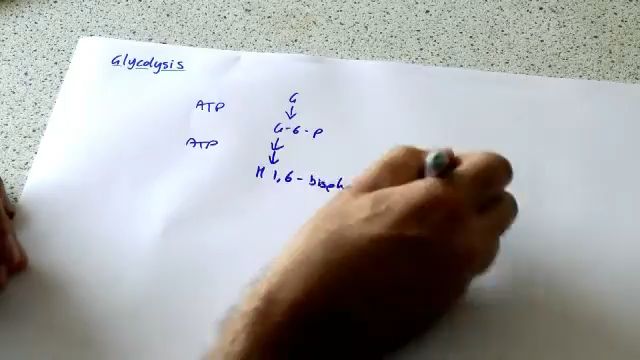 Glycolysis
G
ATP
G-6-P
ATP
H 1,6-bisph